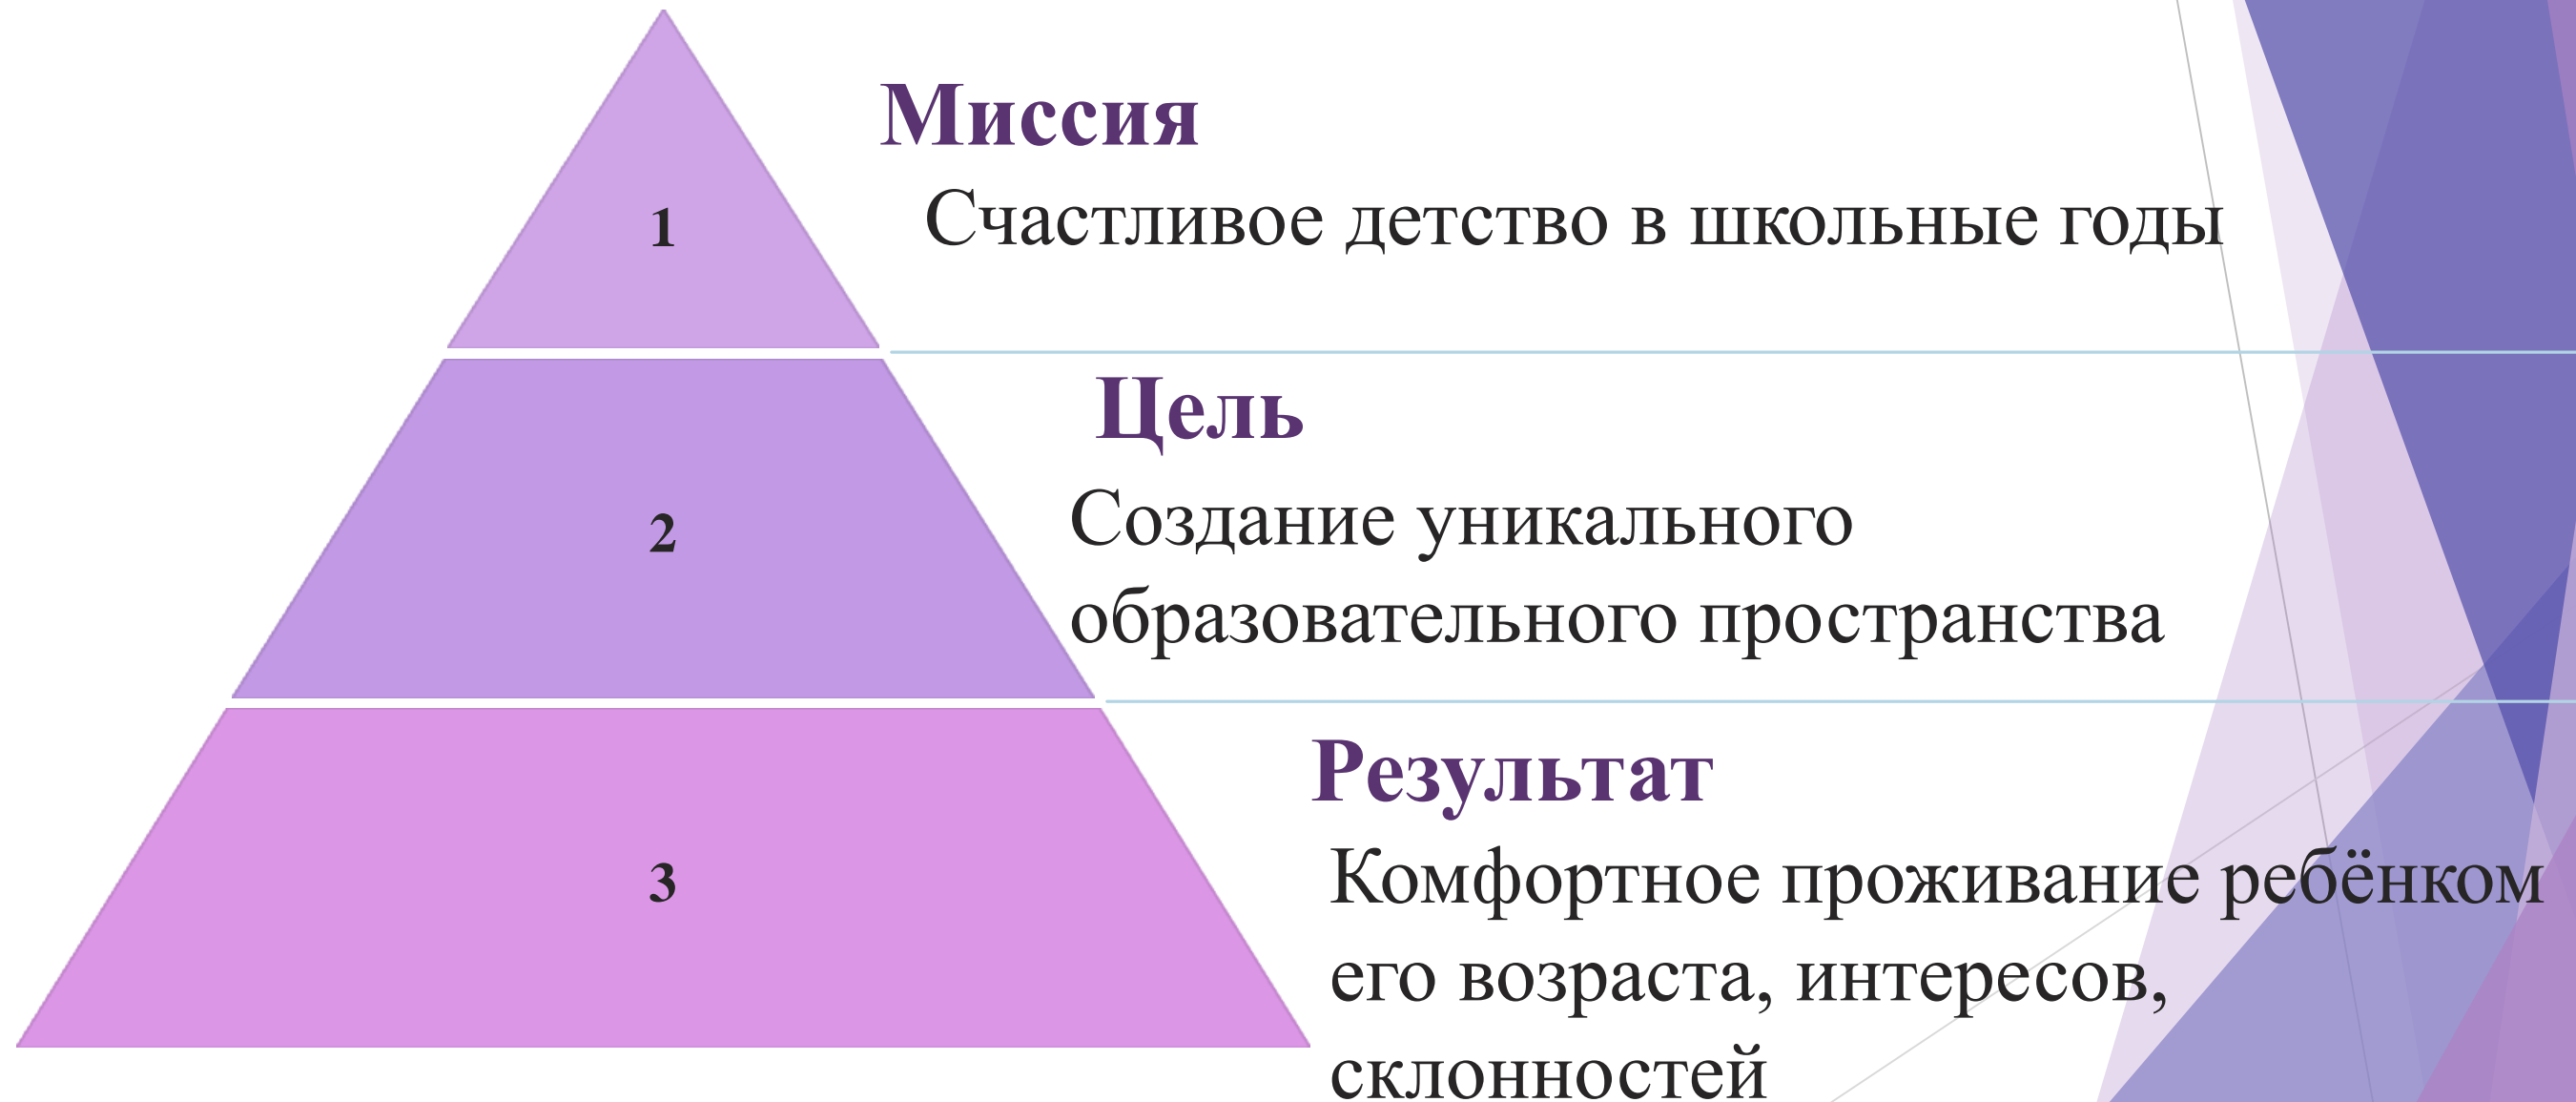 1
Миссия
Счастливое детство в школьные годы
2
Цель
Создание уникального
образовательного пространства
3
Результат
Комфортное проживание ребёнком
его возраста, интересов,
склонностей